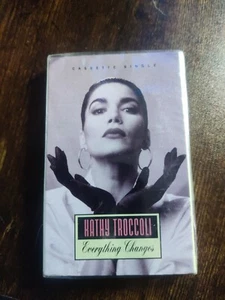 CASSETTE SINGLE
KATHY TROCCOLI
Everything Changes